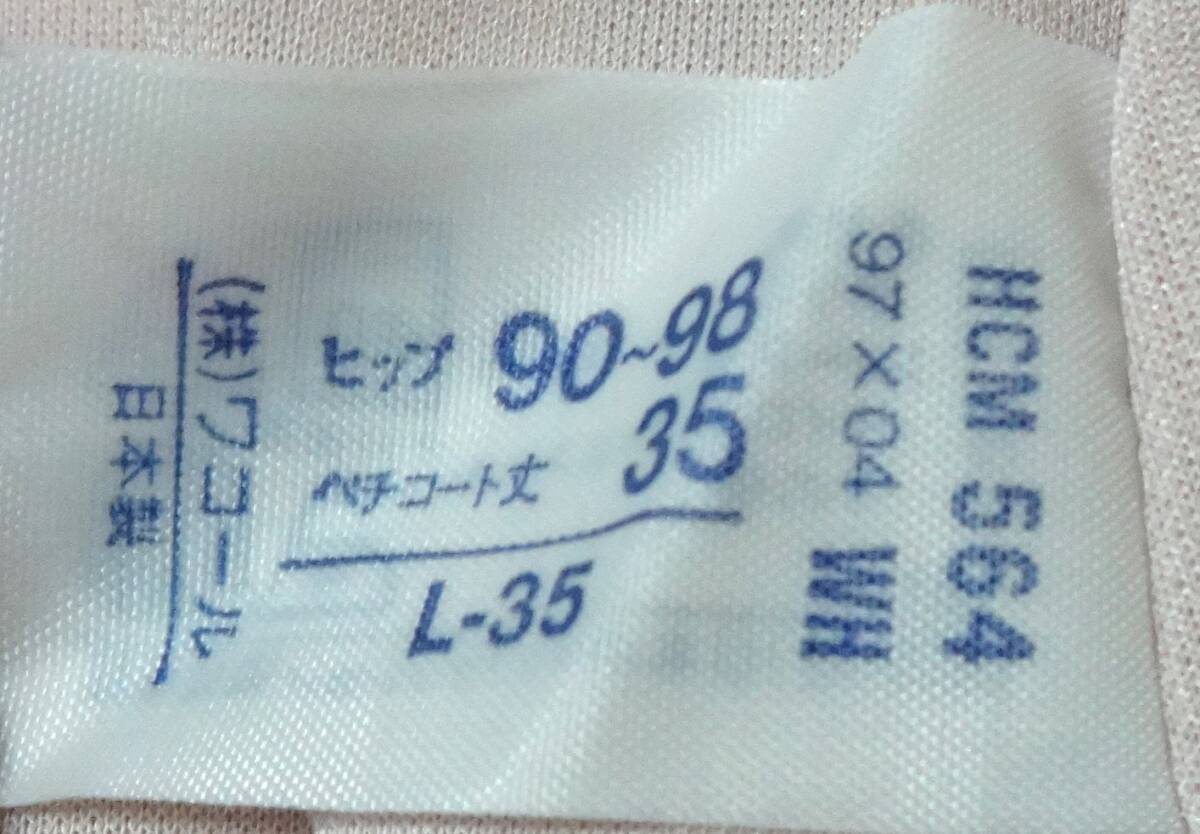 HCM 564
97×04 WH
ヒップ 90~98
ペチコート丈 35
L-35
(株)ワコール
日本製